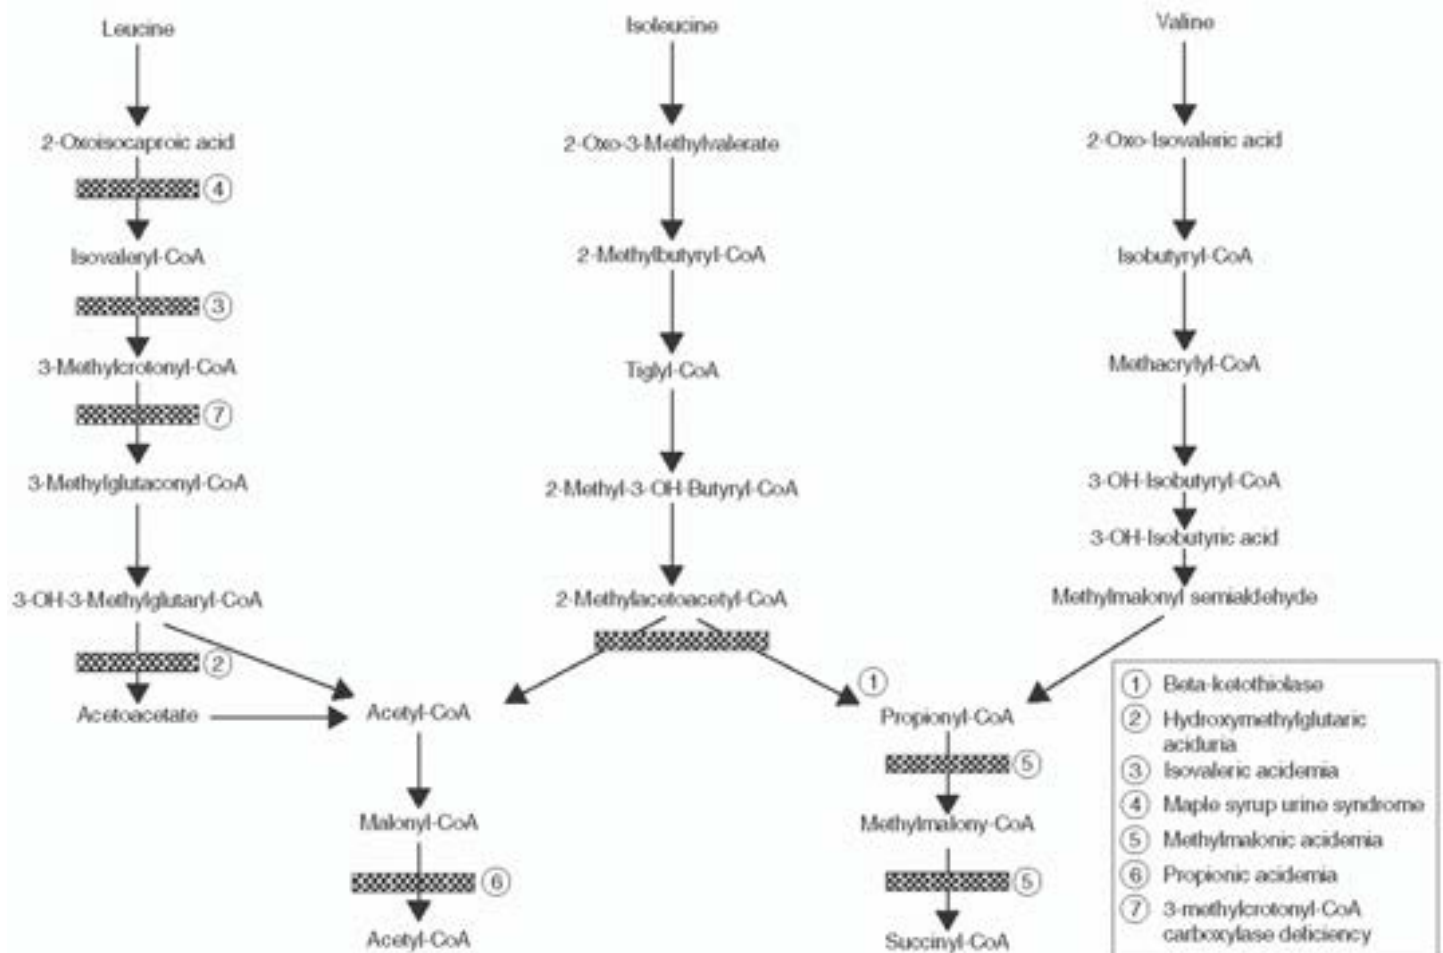 Leucine
Isoleucine
Valine
2-Oxoisocaproic acid
2-Oxo-3-Methylvalerate
2-Oxo-Isovaleric acid
4
Isovaleryl-CoA
2-Methylbutyryl-CoA
Isobutyryl-CoA
3
3-Methylcrotonyl-CoA
Tiglyl-CoA
Methacrylyl-CoA
7
3-Methylglutaconyl-CoA
2-Methyl-3-OH-Butyryl-CoA
3-OH-Isobutyryl-CoA
3-OH-Isobutyric acid
3-OH-3-Methylglutaryl-CoA
2-Methylacetoacetyl-CoA
Methylmalonyl semialdehyde
2
1
Acetoacetate
Acetyl-CoA
Propionyl-CoA
5
Malonyl-CoA
Methylmalony-CoA
6
5
Acetyl-CoA
Succinyl-CoA
1 Beta-ketothiolase
2 Hydroxymethylglutaric
aciduria
3 Isovaleric acidemia
4 Maple syrup urine syndrome
5 Methylmalonic acidemia
6 Propionic acidemia
7 3-methylcrotonyl-CoA
carboxylase deficiency